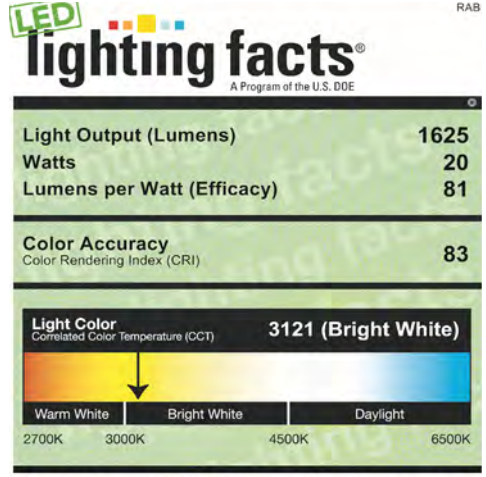 LED
RAB
lighting facts®
A Program of the U.S. DOE
Light Output (Lumens) 1625
Watts 20
Lumens per Watt (Efficacy) 81
Color Accuracy
Color Rendering Index (CRI) 83
Light Color
Correlated Color Temperature (CCT) 3121 (Bright White)
Warm White Bright White Daylight
2700K 3000K 4500K 6500K